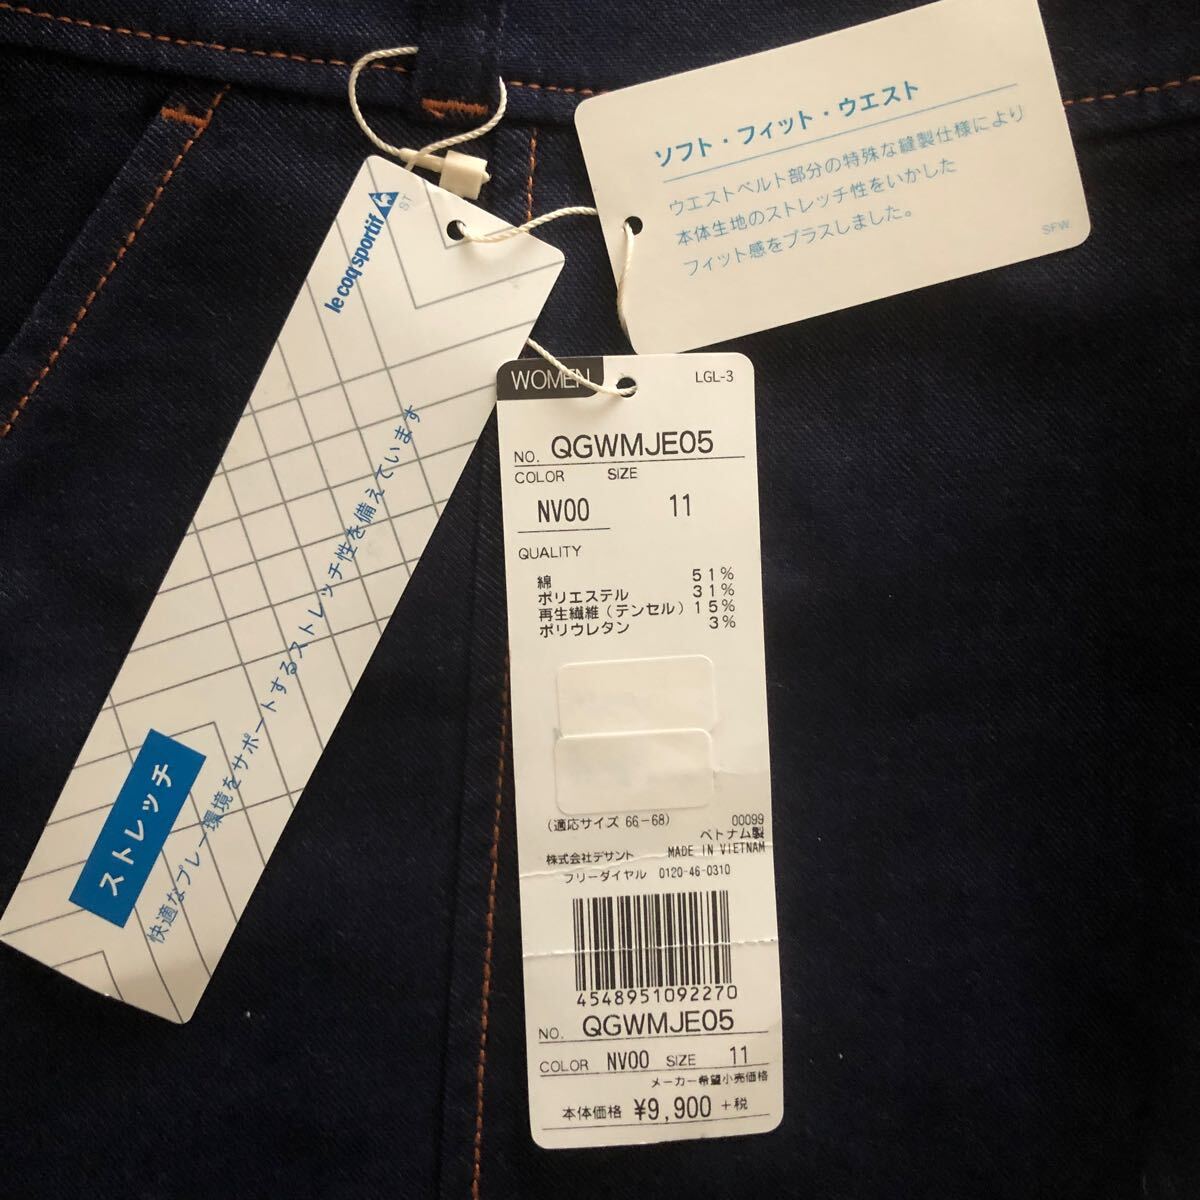 le coq sportif
ST
ストレッチ
快適なプレー環境をサポートするストレッチ性を備えています
ソフト・フィット・ウエスト
ウエストベルト部分の特殊な縫製仕様により
本体生地のストレッチ性をいかした
フィット感をプラスしました。
SFW
WOMEN
LGL-3
NO. QGWMJE05
COLOR SIZE
NV00 11
QUALITY
綿 51%
ポリエステル 31%
再生繊維(テンセル) 15%
ポリウレタン 3%
(適応サイズ 66-68) 00099
ベトナム製
株式会社デサント MADE IN VIETNAM
フリーダイヤル 0120-46-0310
4548951092270
NO. QGWMJE05
COLOR NV00 SIZE 11
メーカー希望小売価格
本体価格 ¥9,900 +税